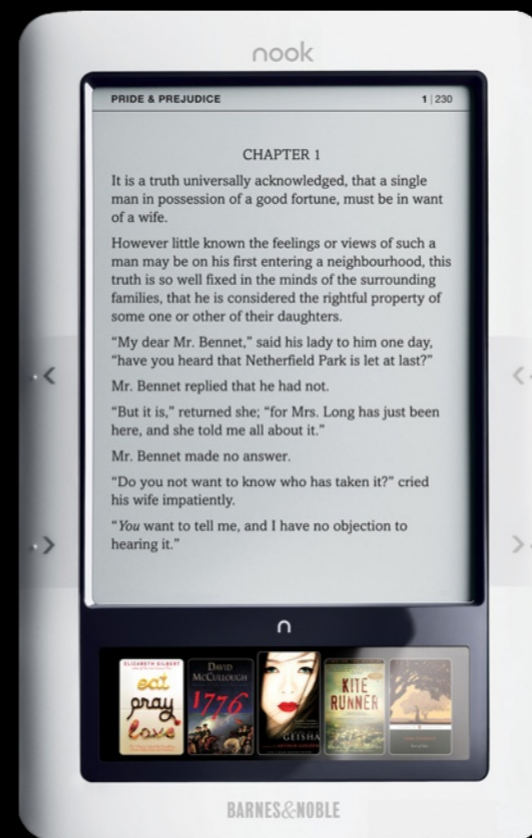 nook
PRIDE & PREJUDICE 1 | 230
CHAPTER 1
It is a truth universally acknowledged, that a single
man in possession of a good fortune, must be in want
of a wife.
However little known the feelings or views of such a
man may be on his first entering a neighbourhood, this
truth is so well fixed in the minds of the surrounding
families, that he is considered the rightful property of
some one or other of their daughters.
“My dear Mr. Bennet,” said his lady to him one day,
“have you heard that Netherfield Park is let at last?”
Mr. Bennet replied that he had not.
“But it is,” returned she; “for Mrs. Long has just been
here, and she told me all about it.”
Mr. Bennet made no answer.
“Do you not want to know who has taken it?” cried
his wife impatiently.
“You want to tell me, and I have no objection to
hearing it.”
n
ELIZABETH GILBERT
eat
pray
love
DAVID
McCULLOUGH
1776
GEISHA
KITE
RUNNER
BARNES&NOBLE